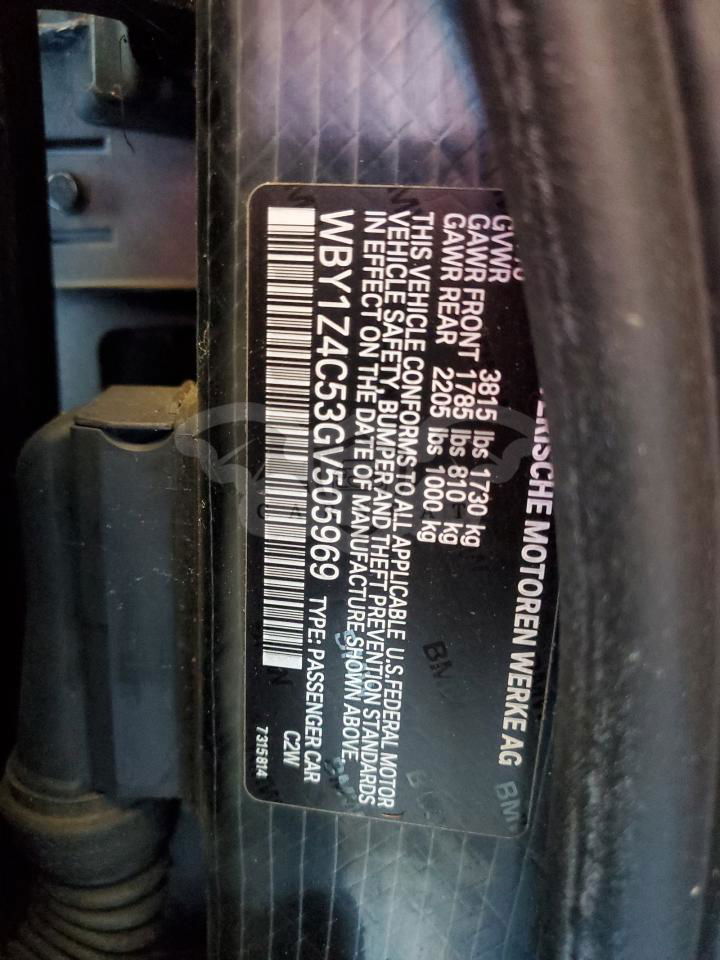 ERISCHE MOTOREN WERKE AG
GVWR 3815 lbs 1730 kg
GAWR FRONT 1785 lbs 810 kg
GAWR REAR 2205 lbs 1000 kg
THIS VEHICLE CONFORMS TO ALL APPLICABLE U.S.FEDERAL MOTOR
VEHICLE SAFETY, BUMPER AND THEFT PREVENTION STANDARDS
IN EFFECT ON THE DATE OF MANUFACTURE SHOWN ABOVE
WBY1Z4C53GV505969 TYPE: PASSENGER CAR
C2W
7315814